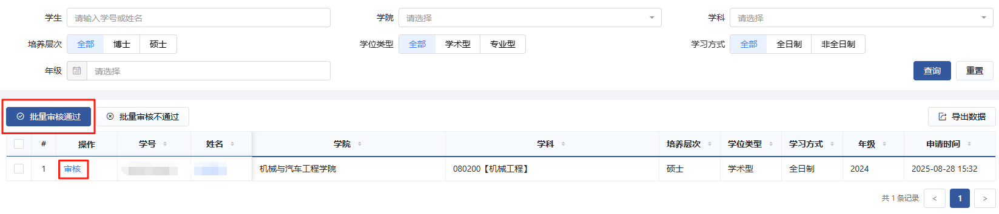 学生 请输入学号或姓名 学院 请选择 学科 请选择
培养层次 全部 博士 硕士 学位类型 全部 学术型 专业型 学习方式 全部 全日制 非全日制
年级 请选择 查询 重置
批量审核通过 批量审核不通过 导出数据
# 操作 学号 姓名 学院 学科 培养层次 学位类型 学习方式 年级 申请时间
1 审核 机械与汽车工程学院 080200【机械工程】 硕士 学术型 全日制 2024 2025-08-28 15:32
共 1 条记录 < 1 >